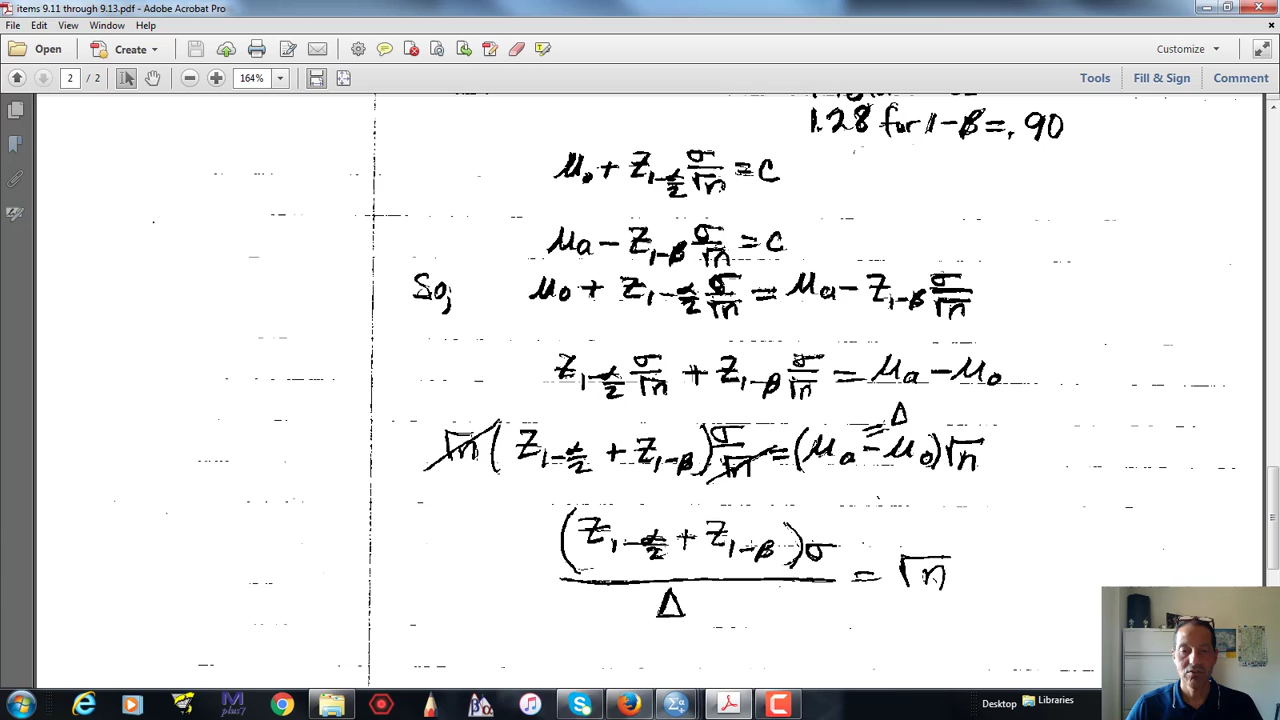 items 9.11 through 9.13.pdf - Adobe Acrobat Pro
File Edit View Window Help
Open Create Customize
2 / 2 164% Tools Fill & Sign Comment
1.28 for 1-β=.90
μ₀ + Z₁₋α/₂ σ/√n = C
μa - Z₁₋β σ/√n = C
So, μ₀ + Z₁₋α/₂ σ/√n = μa - Z₁₋β σ/√n
Z₁₋α/₂ σ/√n + Z₁₋β σ/√n = μa - μ₀
= Δ
√n (Z₁₋α/₂ + Z₁₋β) σ/√n = (μa - μ₀)√n
(Z₁₋α/₂ + Z₁₋β)σ / Δ = √n
Desktop Libraries